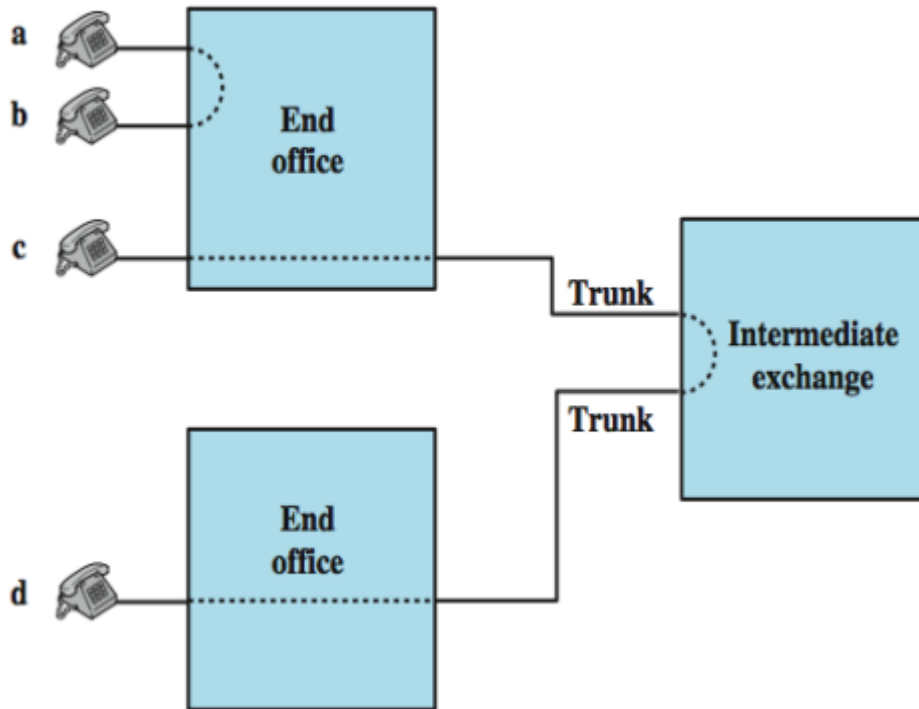 a
b
End
office
c
Trunk
Intermediate
exchange
Trunk
End
office
d